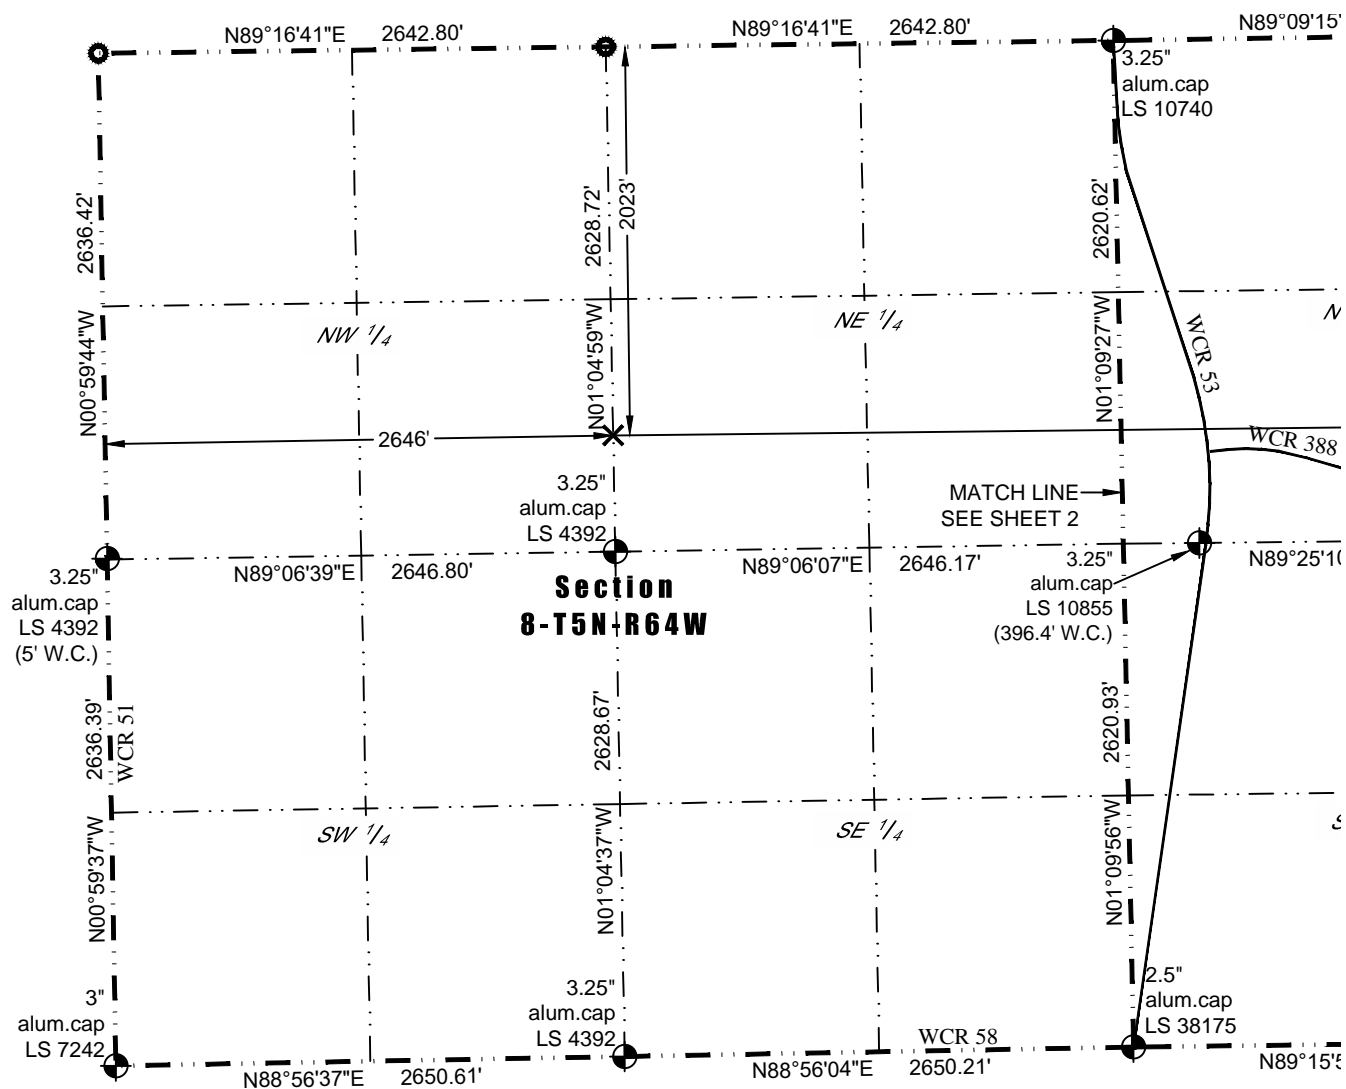 N89°16'41"E 2642.80'
N89°16'41"E 2642.80'
N89°09'15"
3.25"
alum.cap
LS 10740
2636.42'
N00°59'44"W
2628.72'
N01°04'59"W
2023'
2620.62'
N01°09'27"W
NW 1/4
NE 1/4
N
WCR 53
2646'
WCR 388
3.25"
alum.cap
LS 4392
MATCH LINE
SEE SHEET 2
3.25"
alum.cap
LS 4392
(5' W.C.)
N89°06'39"E 2646.80'
N89°06'07"E 2646.17'
3.25"
alum.cap
LS 10855
(396.4' W.C.)
N89°25'10
Section
8-T5N-R64W
2636.39'
N00°59'37"W
WCR 51
2628.67'
N01°04'37"W
2620.93'
N01°09'56"W
SW 1/4
SE 1/4
S
3"
alum.cap
LS 7242
3.25"
alum.cap
LS 4392
2.5"
alum.cap
LS 38175
WCR 58
N88°56'37"E 2650.61'
N88°56'04"E 2650.21'
N89°15'5